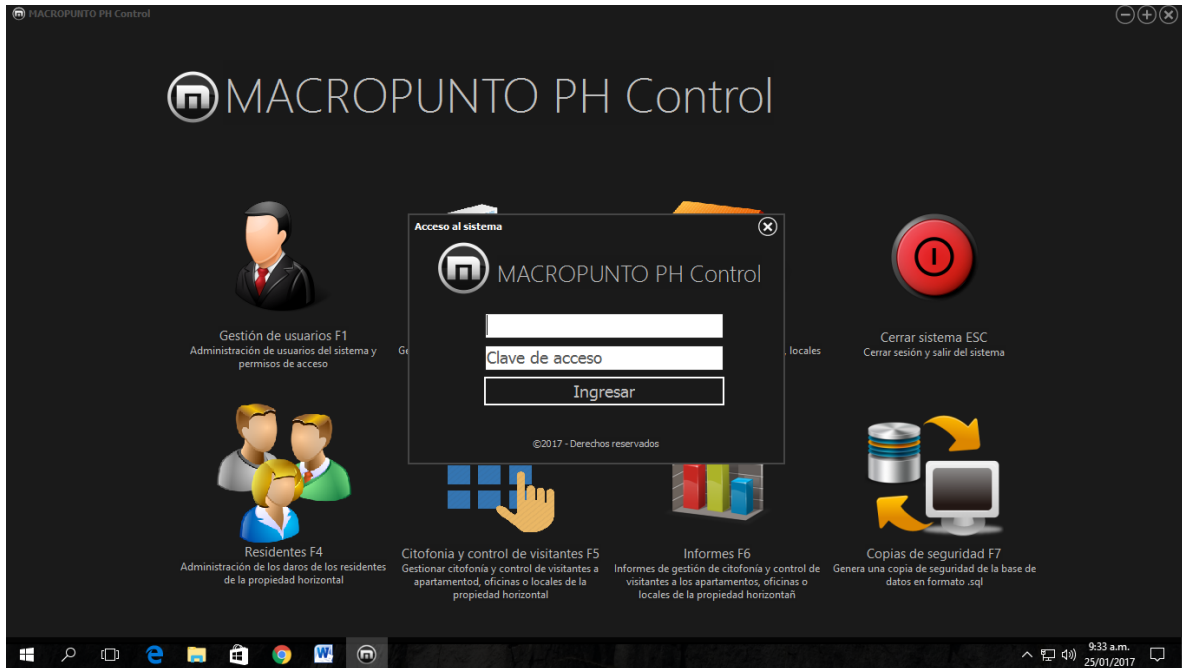 MACROPUNTO PH Control
MACROPUNTO PH Control
Acceso al sistema
MACROPUNTO PH Control
Clave de acceso
Ingresar
©2017 - Derechos reservados
Gestión de usuarios F1
Administración de usuarios del sistema y
permisos de acceso
Ge
, locales
Cerrar sistema ESC
Cerrar sesión y salir del sistema
Residentes F4
Administración de los daros de los residentes
de la propiedad horizontal
Citofonia y control de visitantes F5
Gestionar citofonía y control de visitantes a
apartamentod, oficinas o locales de la
propiedad horizontal
Informes F6
Informes de gestión de citofonía y control de
visitantes a los apartamentos, oficinas o
locales de la propiedad horizontañ
Copias de seguridad F7
Genera una copia de seguridad de la base de
datos en formato .sql
9:33 a.m.
25/01/2017